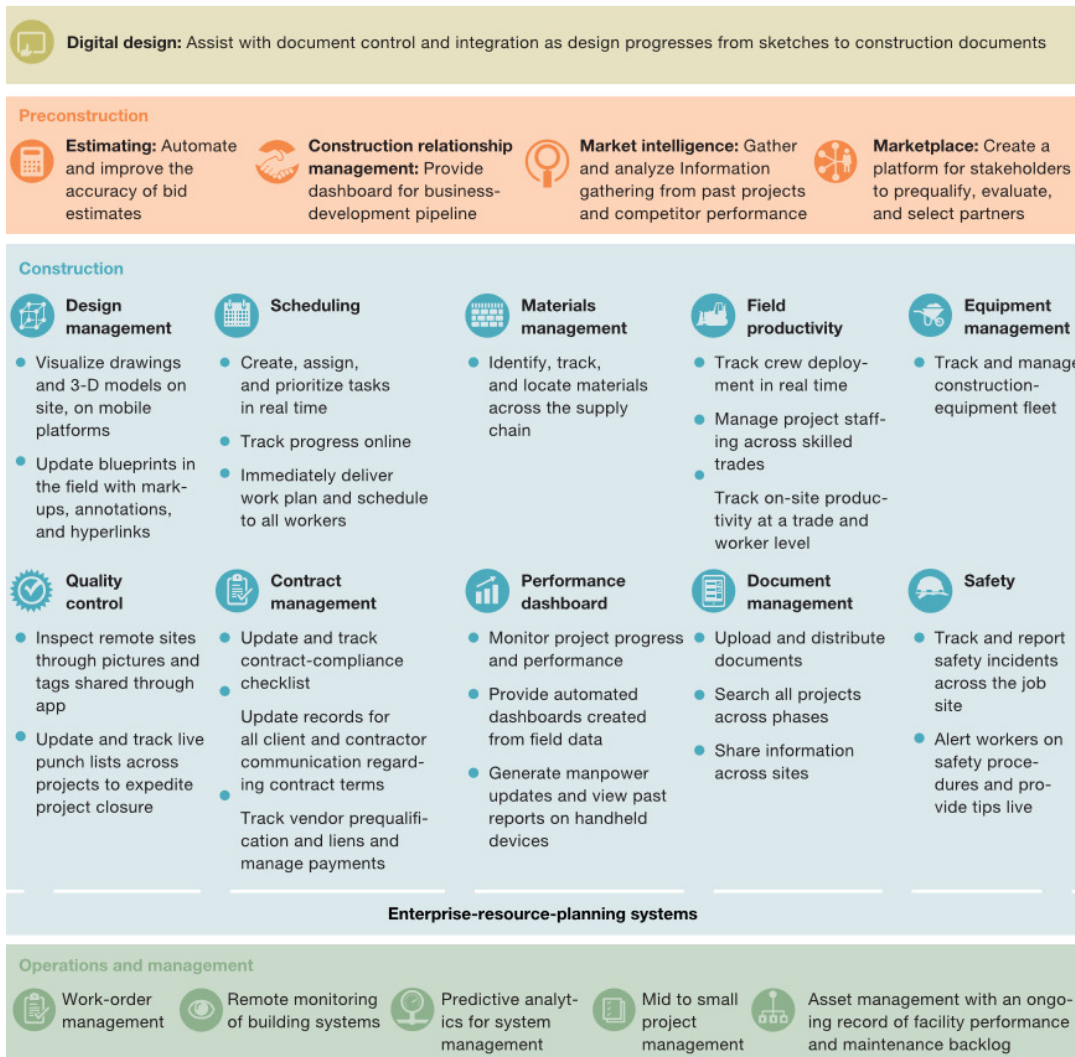 Digital design: Assist with document control and integration as design progresses from sketches to construction documents
Preconstruction
Estimating: Automate
and improve the
accuracy of bid
estimates
Construction relationship
management: Provide
dashboard for business-
development pipeline
Market intelligence: Gather
and analyze Information
gathering from past projects
and competitor performance
Marketplace: Create a
platform for stakeholders
to prequalify, evaluate,
and select partners
Construction
Design
management
Visualize drawings
and 3-D models on
site, on mobile
platforms
Update blueprints in
the field with mark-
ups, annotations,
and hyperlinks
Scheduling
Create, assign,
and prioritize tasks
in real time
Track progress online
Immediately deliver
work plan and schedule
to all workers
Materials
management
Identify, track,
and locate materials
across the supply
chain
Field
productivity
Track crew deploy-
ment in real time
Manage project staff-
ing across skilled
trades
Track on-site produc-
tivity at a trade and
worker level
Equipment
management
Track and manage
construction-
equipment fleet
Quality
control
Inspect remote sites
through pictures and
tags shared through
app
Update and track live
punch lists across
projects to expedite
project closure
Contract
management
Update and track
contract-compliance
checklist
Update records for
all client and contractor
communication regard-
ing contract terms
Track vendor prequalifi-
cation and liens and
manage payments
Performance
dashboard
Monitor project progress
and performance
Provide automated
dashboards created
from field data
Generate manpower
updates and view past
reports on handheld
devices
Document
management
Upload and distribute
documents
Search all projects
across phases
Share information
across sites
Safety
Track and report
safety incidents
across the job
site
Alert workers on
safety proce-
dures and pro-
vide tips live
Enterprise-resource-planning systems
Operations and management
Work-order
management
Remote monitoring
of building systems
Predictive analyt-
ics for system
management
Mid to small
project
management
Asset management with an ongo-
ing record of facility performance
and maintenance backlog